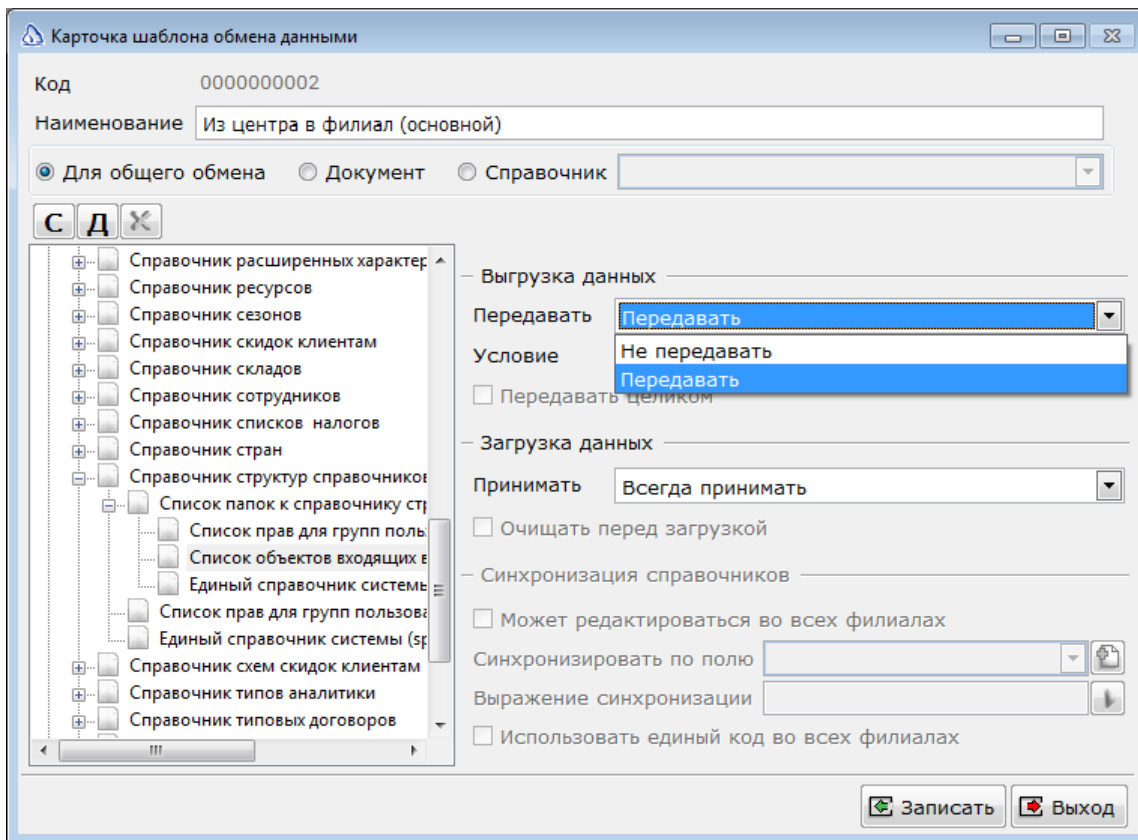 Карточка шаблона обмена данными
Код 0000000002
Наименование Из центра в филиал (основной)
Для общего обмена Документ Справочник
С Д
Справочник расширенных характер
Справочник ресурсов
Справочник сезонов
Справочник скидок клиентам
Справочник складов
Справочник сотрудников
Справочник списков налогов
Справочник стран
Справочник структур справочников
Список папок к справочнику стр
Список прав для групп поль
Список объектов входящих в
Единый справочник системы
Список прав для групп пользова
Единый справочник системы (sp
Справочник схем скидок клиентам
Справочник типов аналитики
Справочник типовых договоров
Выгрузка данных
Передавать Передавать
Не передавать
Условие
Передавать
Передавать целиком
Загрузка данных
Принимать Всегда принимать
Очищать перед загрузкой
Синхронизация справочников
Может редактироваться во всех филиалах
Синхронизировать по полю
Выражение синхронизации
Использовать единый код во всех филиалах
Записать Выход